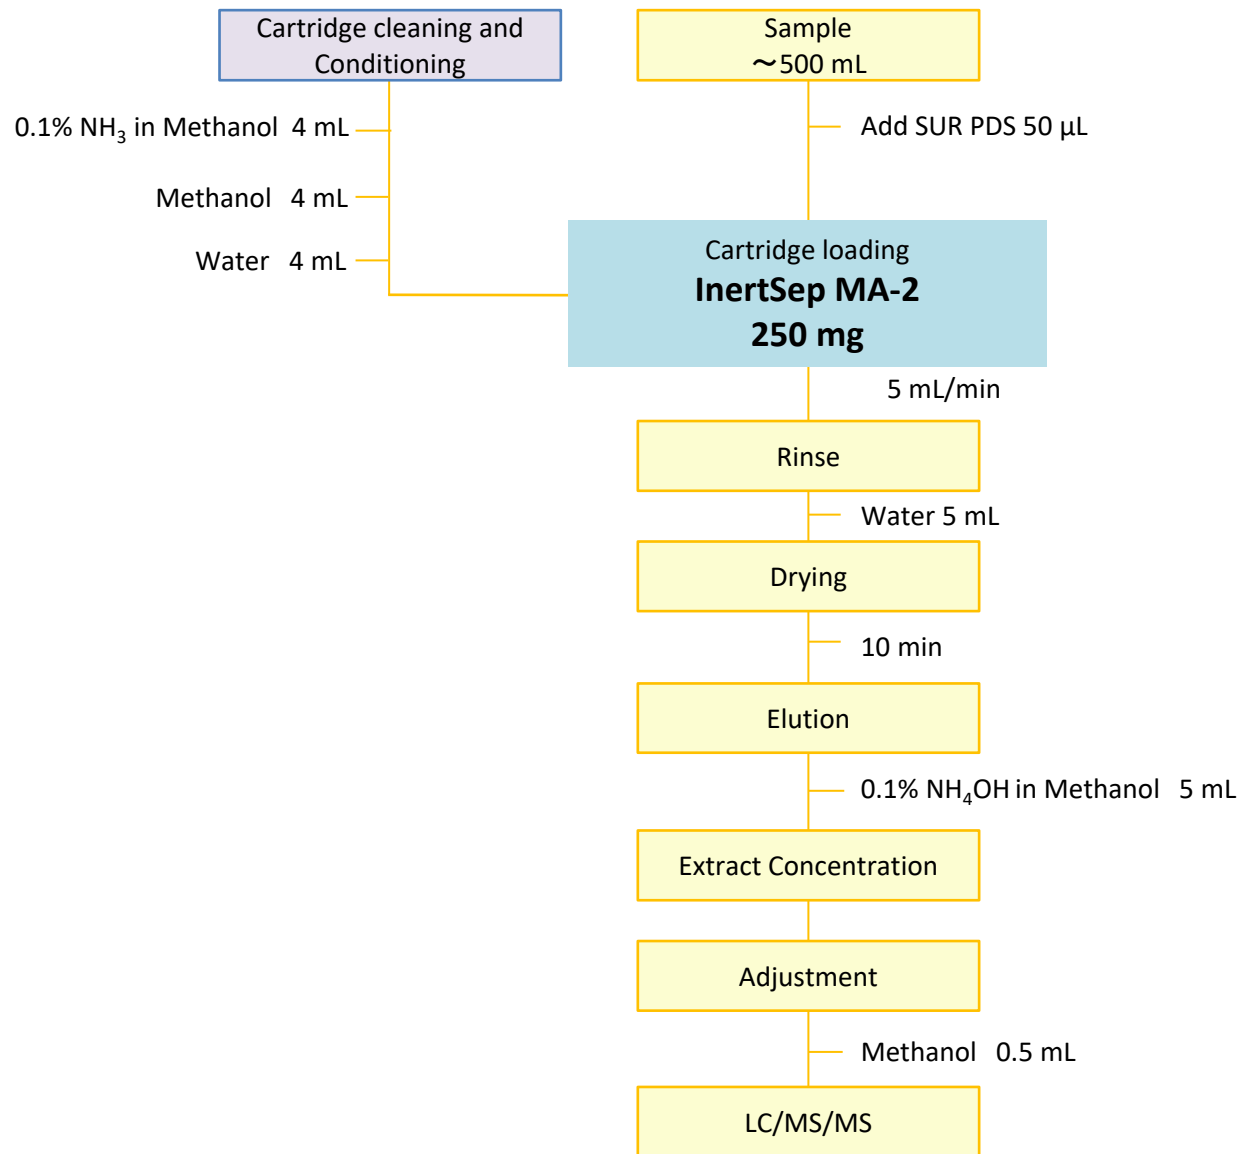 Cartridge cleaning and
Conditioning
0.1% NH₃ in Methanol 4 mL
Methanol 4 mL
Water 4 mL
Sample
～500 mL
Add SUR PDS 50 µL
Cartridge loading
InertSep MA-2
250 mg
5 mL/min
Rinse
Water 5 mL
Drying
10 min
Elution
0.1% NH₄OH in Methanol 5 mL
Extract Concentration
Adjustment
Methanol 0.5 mL
LC/MS/MS